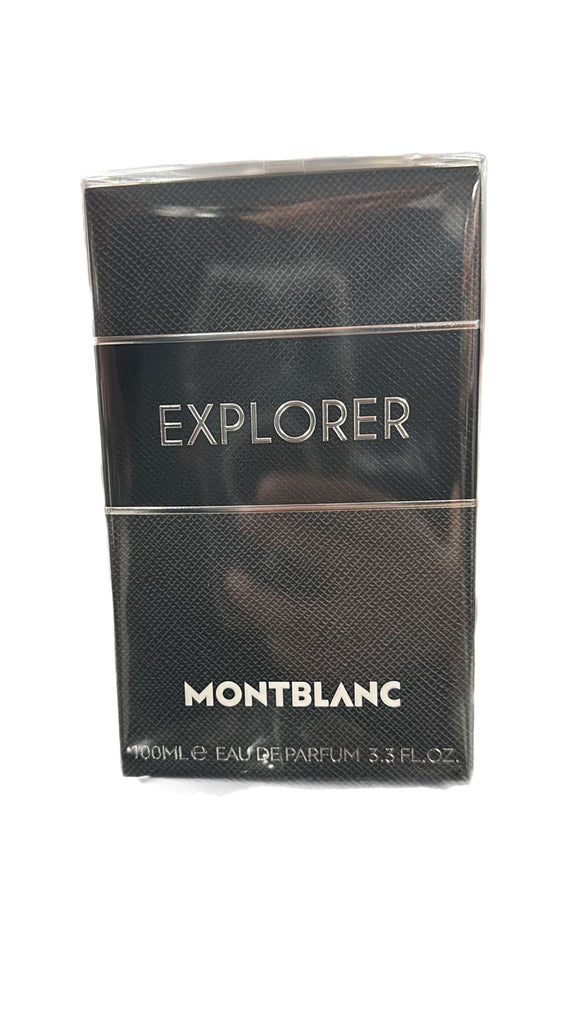 EXPLORER
MONTBLANC
100ML ℮ EAU DE PARFUM 3.3 FL.OZ.